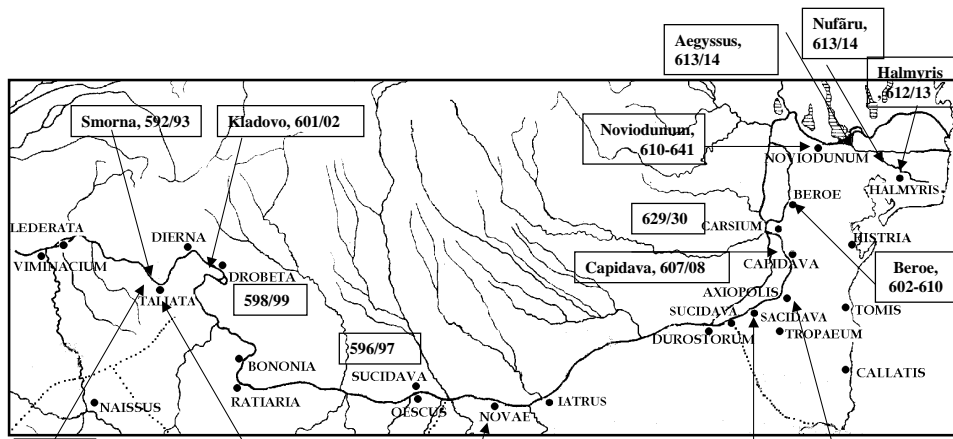 Aegyssus,
613/14
Nufãru,
613/14
Halmyris
, 612/13
Smorna, 592/93
Kladovo, 601/02
Noviodunum,
610-641
NOVIODUNUM
HALMYRIS
BEROE
629/30
CARSIUM
HISTRIA
LEDERATA
DIERNA
VIMINACIUM
DROBETA
TALIATA
598/99
Capidava, 607/08
CAPIDAVA
Beroe,
602-610
AXIOPOLIS
SUCIDAVA
SACIDAVA
TOMIS
DUROSTORUM
TROPAEUM
596/97
BONONIA
SUCIDAVA
CALLATIS
RATIARIA
NAISSUS
OESCUS
NOVAE
IATRUS